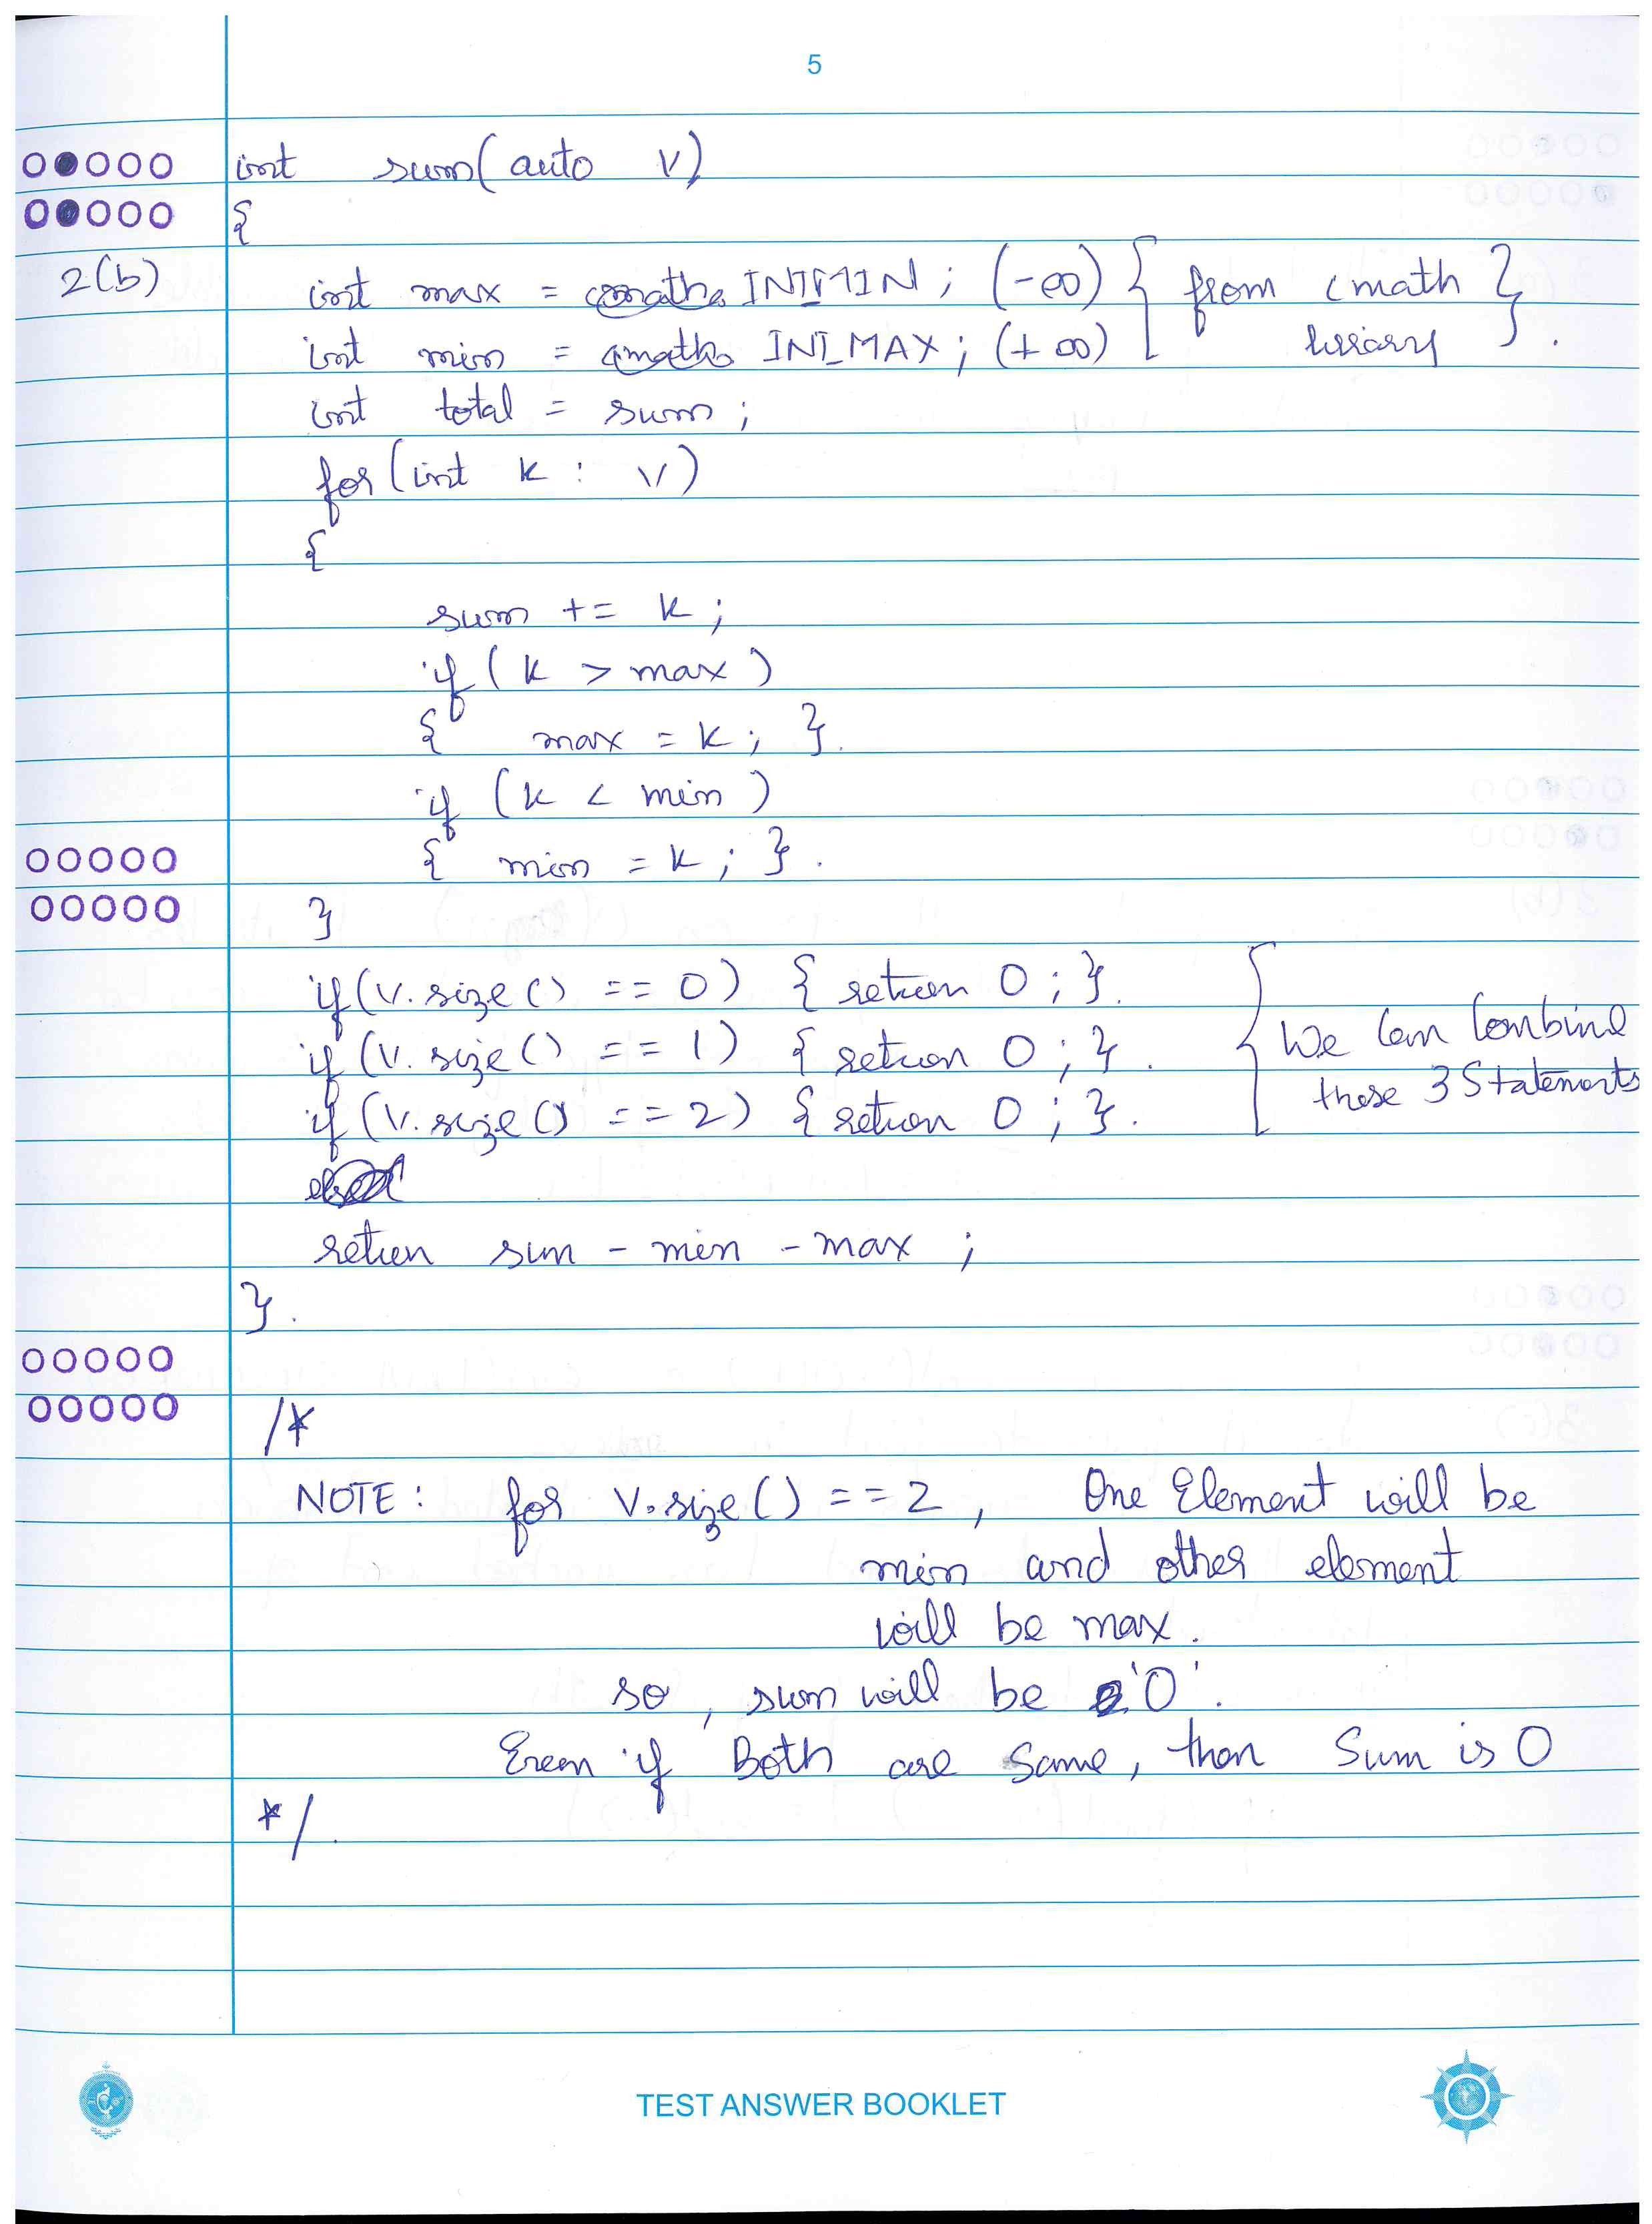 5
int sum(auto v)
{
2(b)
int max = INT_MIN; (-∞) { from cmath }
int min = INT_MAX; (+∞) library .
int total = sum;
for(int k : v)
{
sum += k;
if (k > max)
{ max = k; }.
if (k < min)
{ min = k; }.
}
if(v.size() == 0) { return 0; }.
if (v.size() == 1) { return 0; }. { We Can Combine
if (v.size() == 2) { return 0; }. these 3 Statements
return sum - min - max ;
}.
/*
NOTE: for v.size() == 2, One Element will be
min and other element
will be max.
so, sum will be '0'.
Even if Both are Same, then Sum is 0
*/.
TEST ANSWER BOOKLET